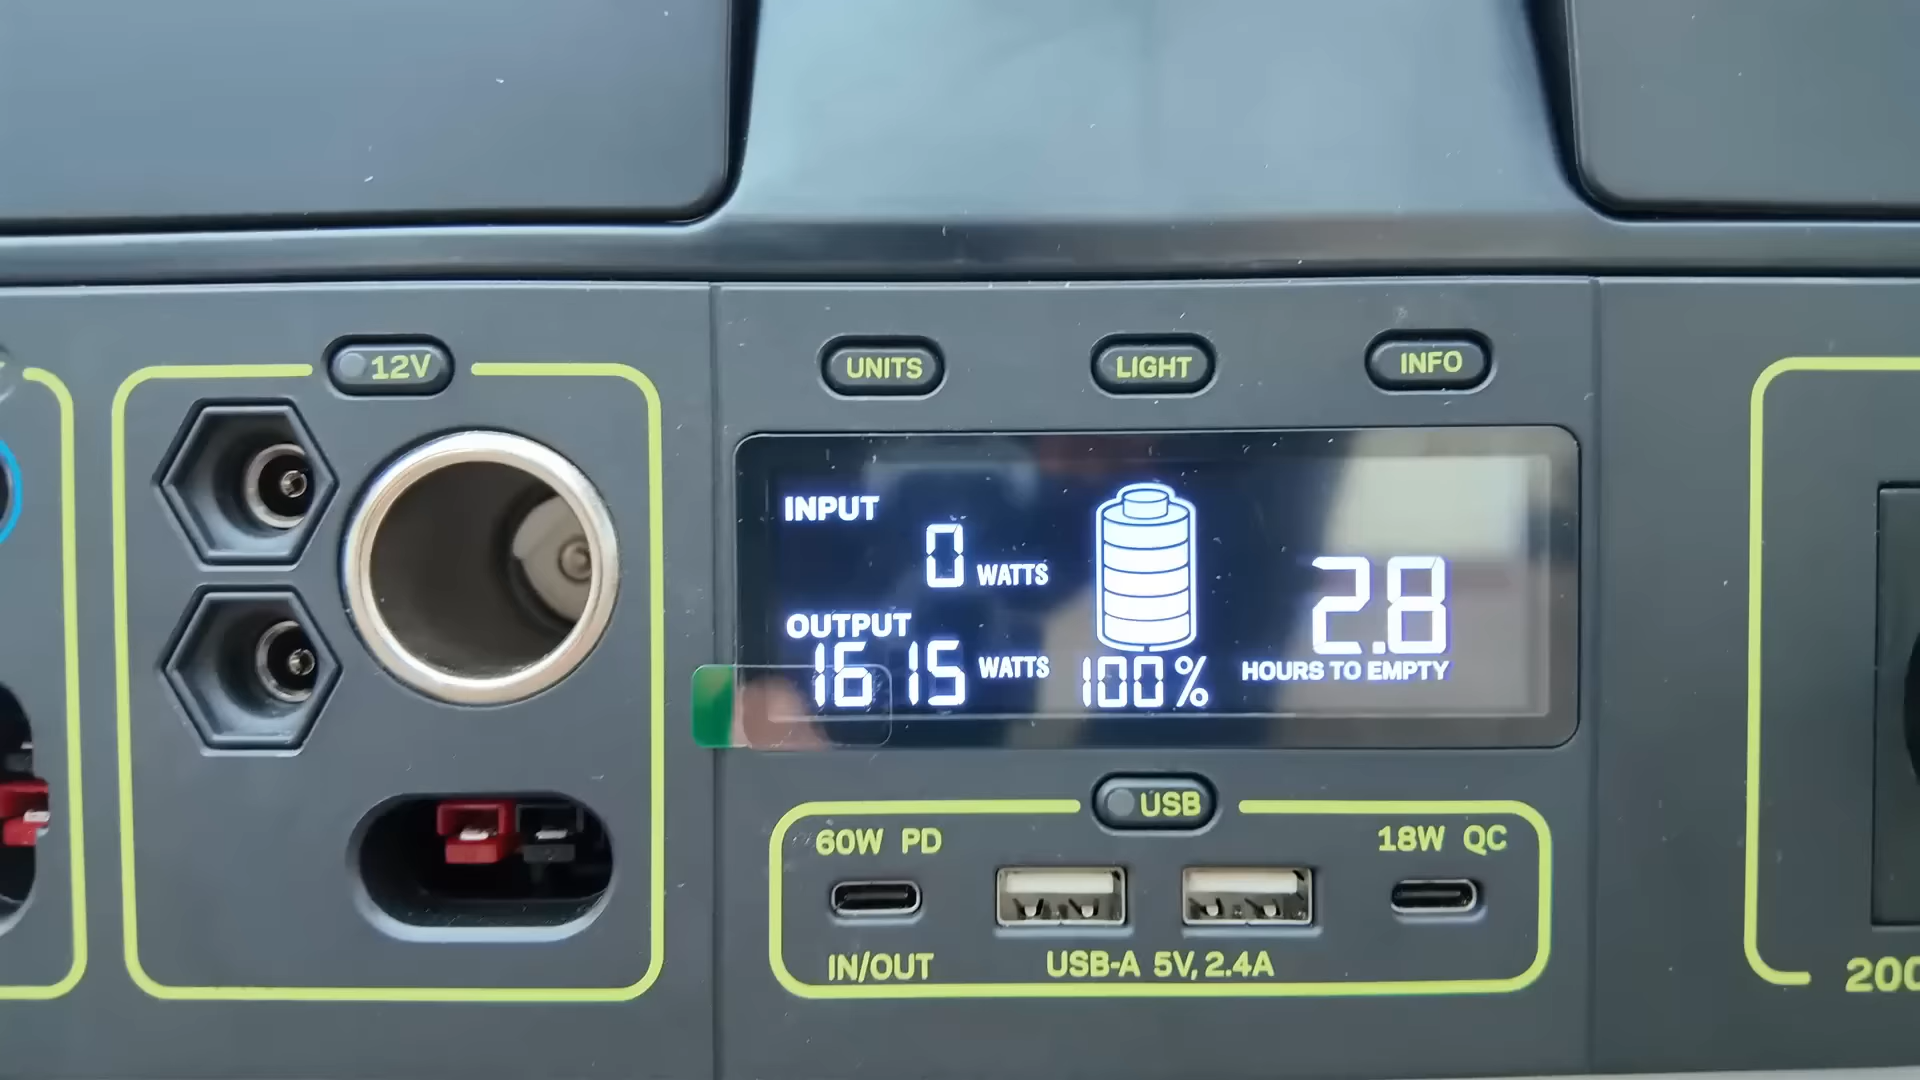 12V
UNITS
LIGHT
INFO
INPUT
0 WATTS
OUTPUT
1615 WATTS
100%
2.8
HOURS TO EMPTY
USB
60W PD
18W QC
IN/OUT
USB-A 5V, 2.4A
200